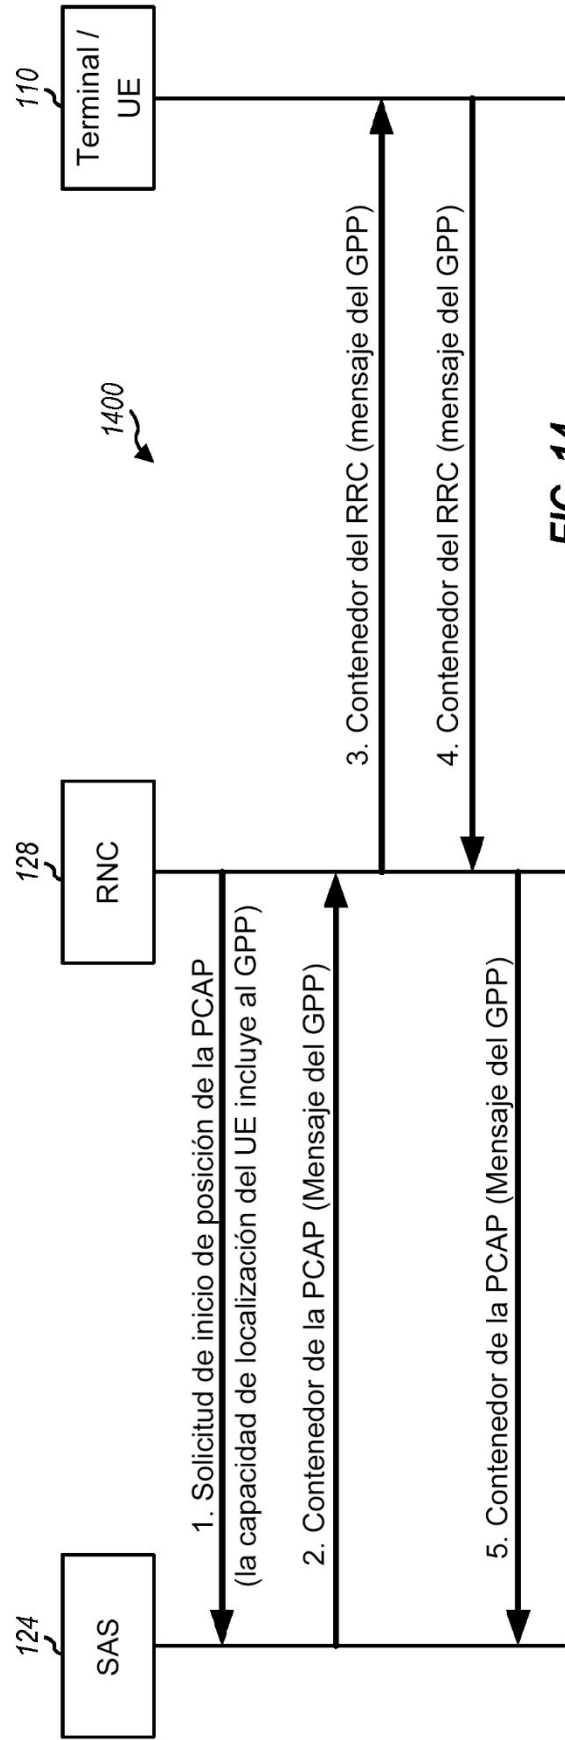 124
SAS
128
RNC
110
Terminal /
UE
1400
1. Solicitud de inicio de posición de la PCAP
(la capacidad de localización del UE incluye al GPP)
2. Contenedor de la PCAP (Mensaje del GPP)
3. Contenedor del RRC (mensaje del GPP)
4. Contenedor del RRC (mensaje del GPP)
5. Contenedor de la PCAP (Mensaje del GPP)
FIG. 14